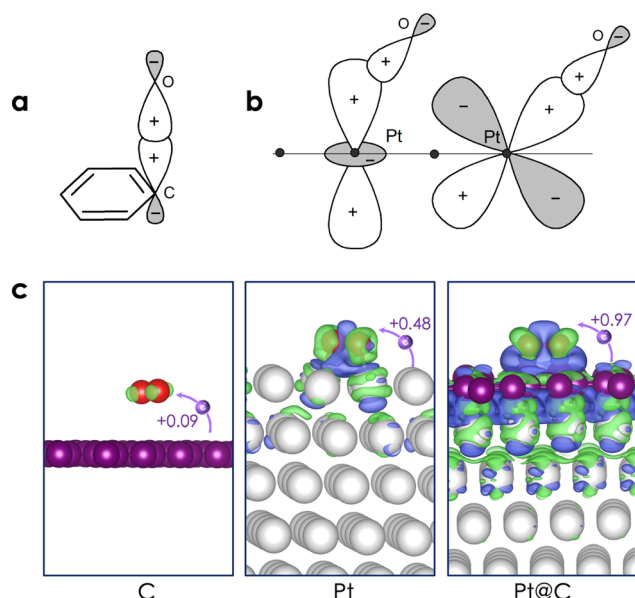 a
O
−
+
+
C
−
b
O
−
+
+
Pt
−
+
O
−
+
+
−
Pt
+
−
c
+0.09
+0.48
+0.97
C
Pt
Pt@C